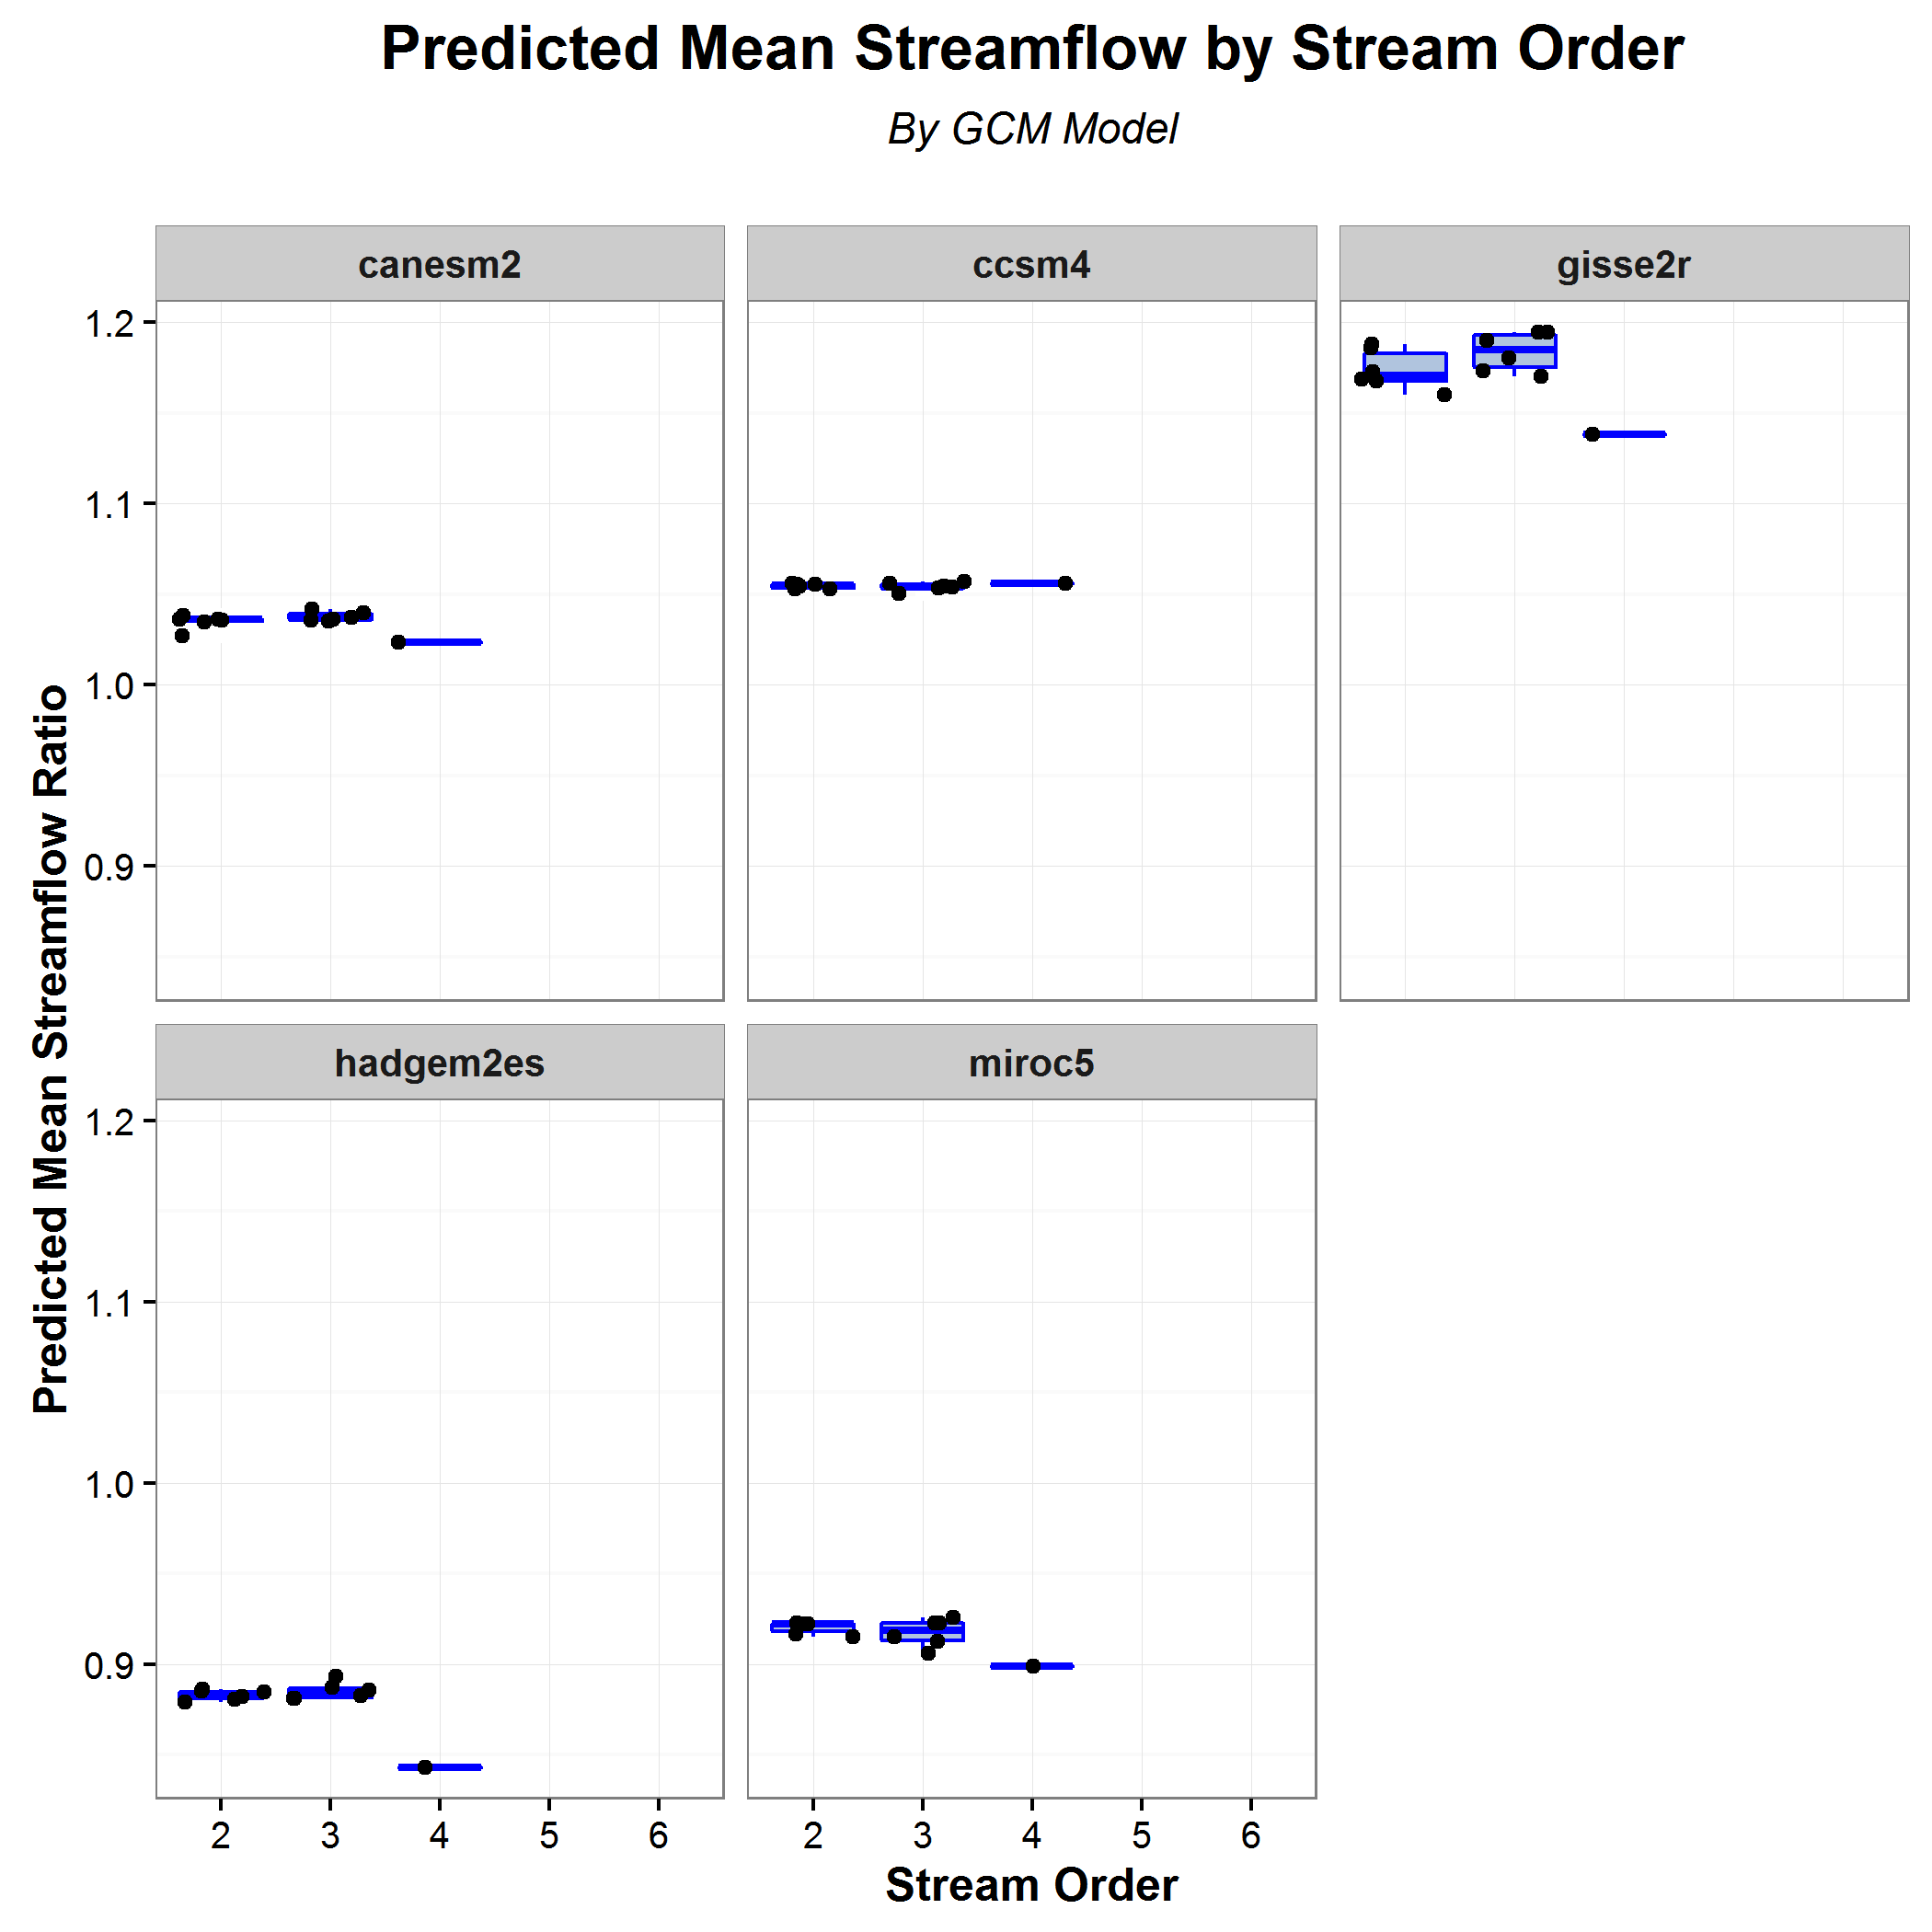 Predicted Mean Streamflow by Stream Order
By GCM Model
canesm2
ccsm4
gisse2r
1.2
1.1
1.0
0.9
Predicted Mean Streamflow Ratio
hadgem2es
miroc5
1.2
1.1
1.0
0.9
2 3 4 5 6
2 3 4 5 6
Stream Order